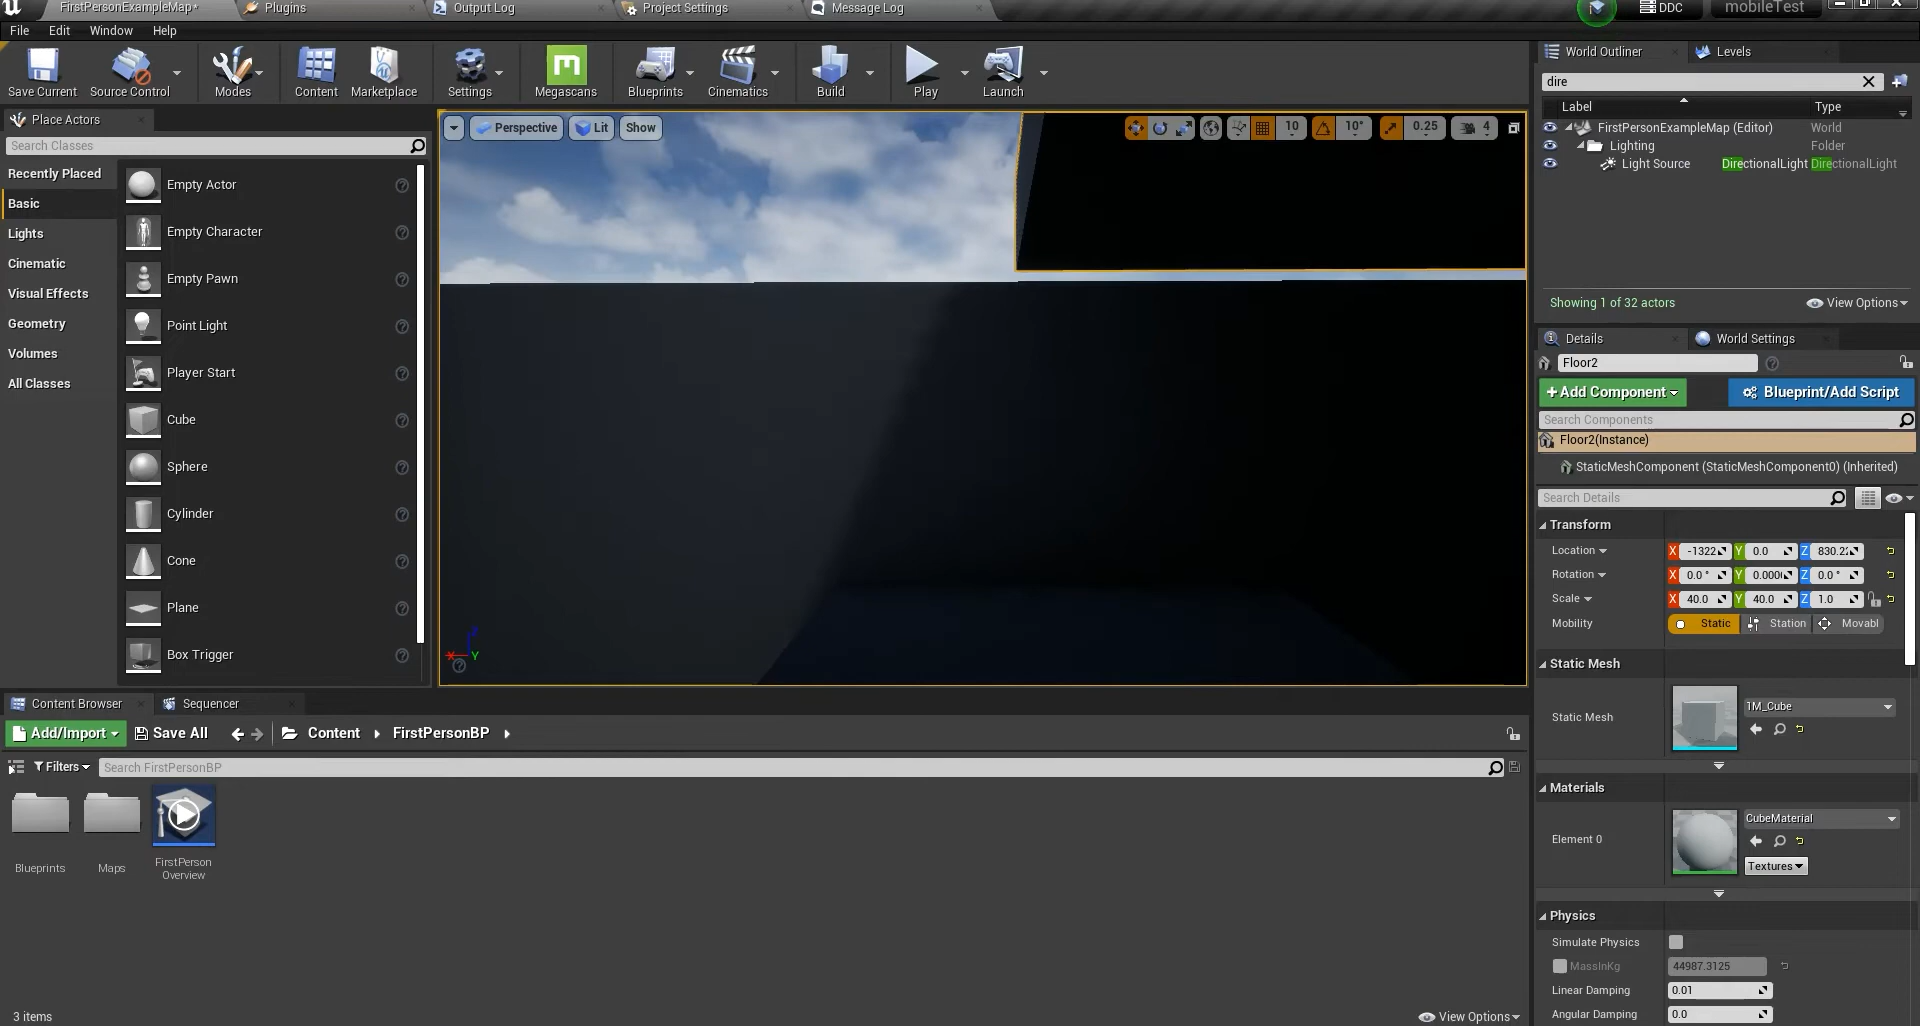 FirstPersonExampleMap*
Plugins
Output Log
Project Settings
Message Log
DDC
mobileTest
File
Edit
Window
Help
Save Current
Source Control
Modes
Content
Marketplace
Settings
Megascans
Blueprints
Cinematics
Build
Play
Launch
Place Actors
Search Classes
Recently Placed
Basic
Lights
Cinematic
Visual Effects
Geometry
Volumes
All Classes
Empty Actor
Empty Character
Empty Pawn
Point Light
Player Start
Cube
Sphere
Cylinder
Cone
Plane
Box Trigger
Perspective
Lit
Show
10
10°
0.25
4
X
Y
World Outliner
Levels
dire
Label
Type
FirstPersonExampleMap (Editor)
World
Lighting
Folder
Light Source
DirectionalLight
DirectionalLight
Showing 1 of 32 actors
View Options
Details
World Settings
Floor2
+Add Component
Blueprint/Add Script
Search Components
Floor2(Instance)
StaticMeshComponent (StaticMeshComponent0) (Inherited)
Search Details
Transform
Location
X -1322
Y 0.0
Z 830.2
Rotation
X 0.0 °
Y 0.000
Z 0.0 °
Scale
X 40.0
Y 40.0
Z 1.0
Mobility
Static
Station
Movabl
Static Mesh
Static Mesh
1M_Cube
Materials
Element 0
CubeMaterial
Textures
Physics
Simulate Physics
MassInKg
44987.3125
Linear Damping
0.01
Angular Damping
0.0
Content Browser
Sequencer
Add/Import
Save All
Content
FirstPersonBP
Filters
Search FirstPersonBP
Blueprints
Maps
FirstPerson
Overview
3 items
View Options